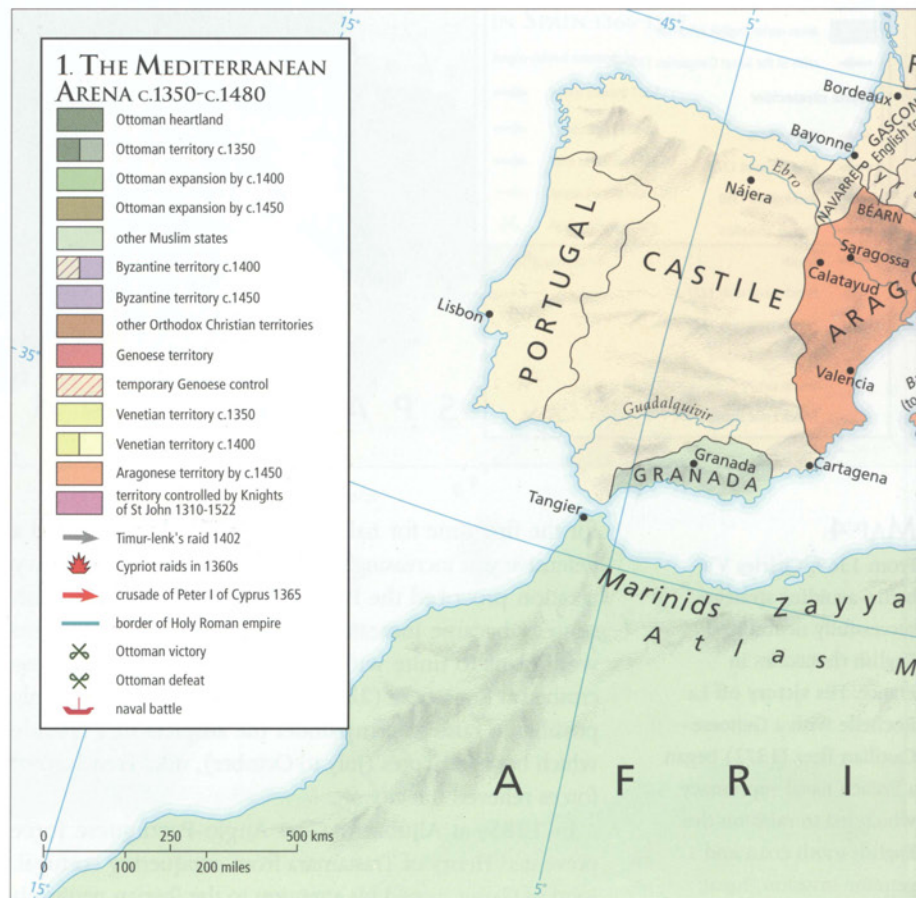 1. THE MEDITERRANEAN
ARENA c.1350-c.1480
Ottoman heartland
Ottoman territory c.1350
Ottoman expansion by c.1400
Ottoman expansion by c.1450
other Muslim states
Byzantine territory c.1400
Byzantine territory c.1450
other Orthodox Christian territories
Genoese territory
temporary Genoese control
Venetian territory c.1350
Venetian territory c.1400
Aragonese territory by c.1450
territory controlled by Knights
of St John 1310-1522
Timur-lenk's raid 1402
Cypriot raids in 1360s
crusade of Peter I of Cyprus 1365
border of Holy Roman empire
Ottoman victory
Ottoman defeat
naval battle
0 250 500 kms
0 100 200 miles
15°
45°
5°
35°
15°
5°
Bordeaux
GASCON
English
Bayonne
Pyr
NAVARRE
BÉARN
Ebro
Nájera
Saragossa
Calatayud
ARAGO
CASTILE
PORTUGAL
Lisbon
Valencia
(to
Guadalquivir
Granada
GRANADA
Cartagena
Tangier
Marinids
Zayya
Atlas M
AFRI